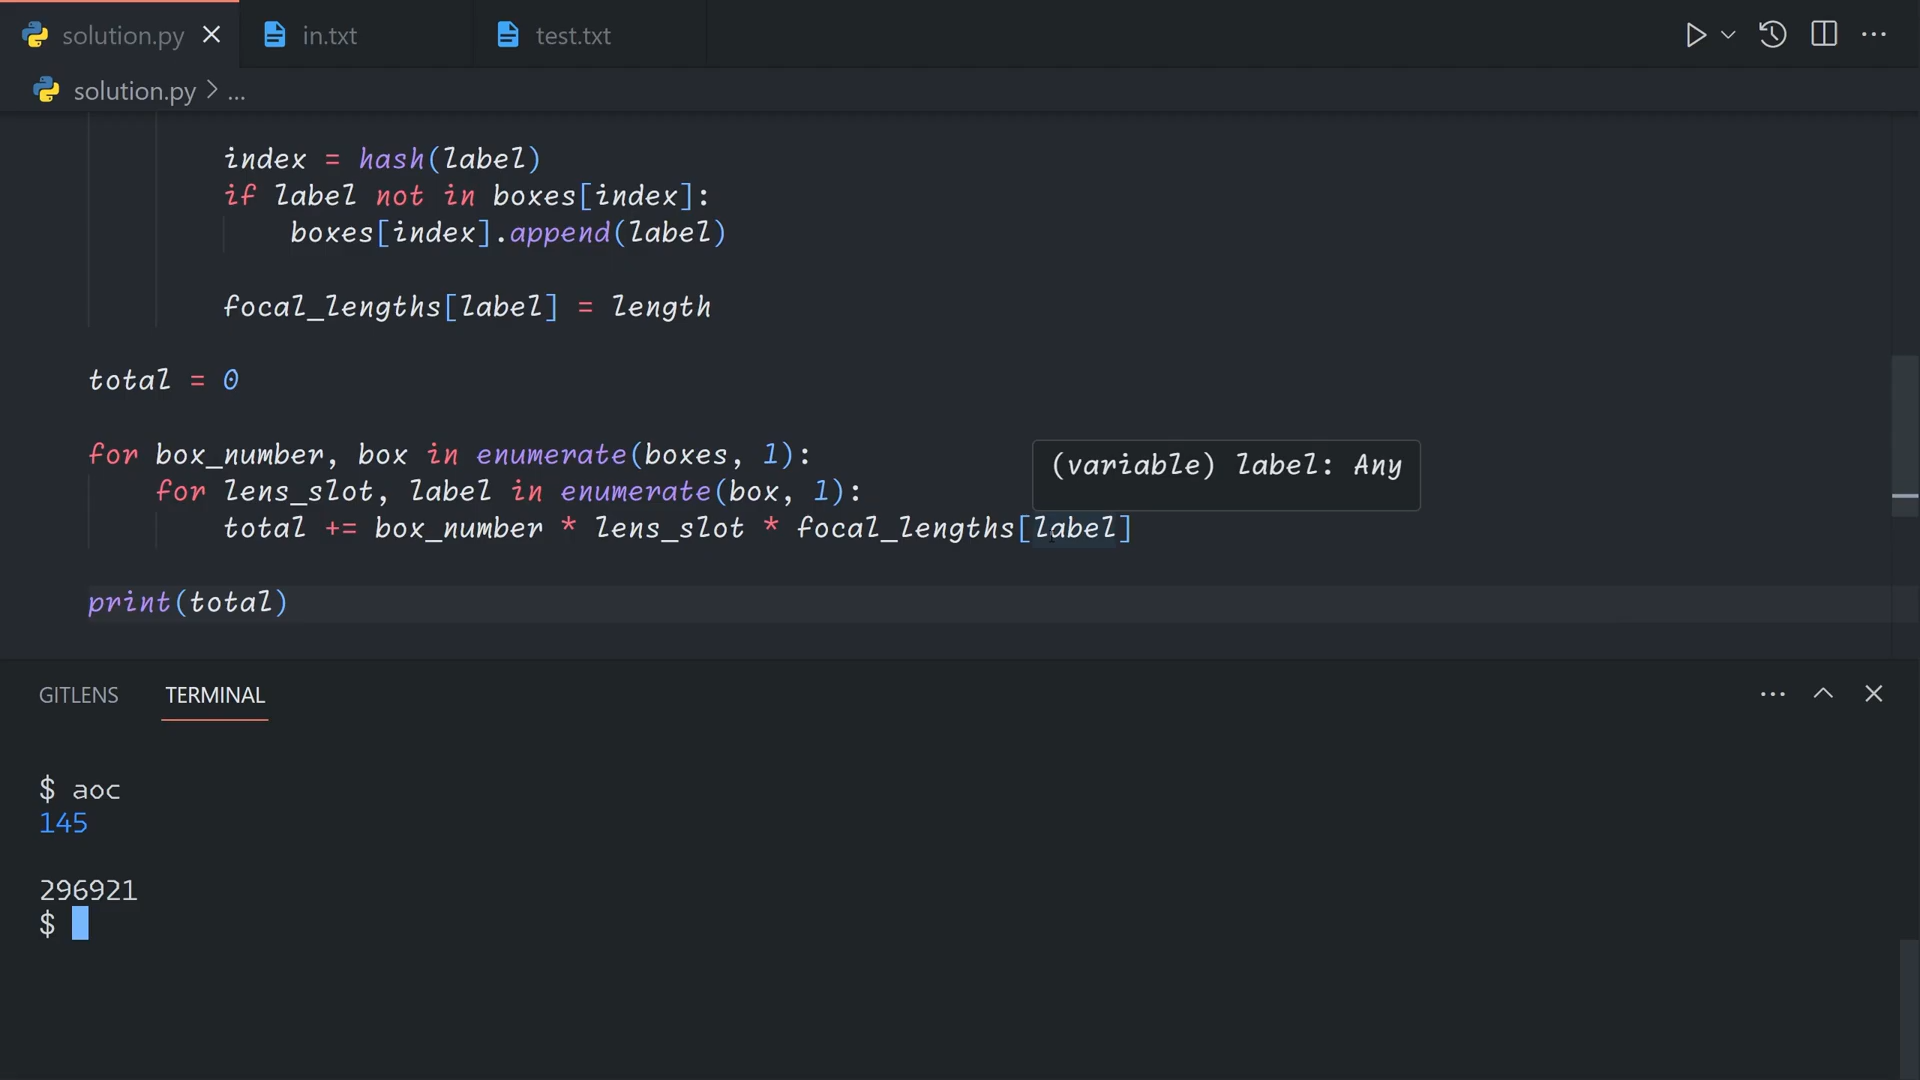 solution.py
in.txt
test.txt
solution.py > ...
index = hash(label)
if label not in boxes[index]:
boxes[index].append(label)
focal_lengths[label] = length
total = 0
for box_number, box in enumerate(boxes, 1):
(variable) label: Any
for lens_slot, label in enumerate(box, 1):
total += box_number * lens_slot * focal_lengths[label]
print(total)
GITLENS
TERMINAL
$ aoc
145
296921
$